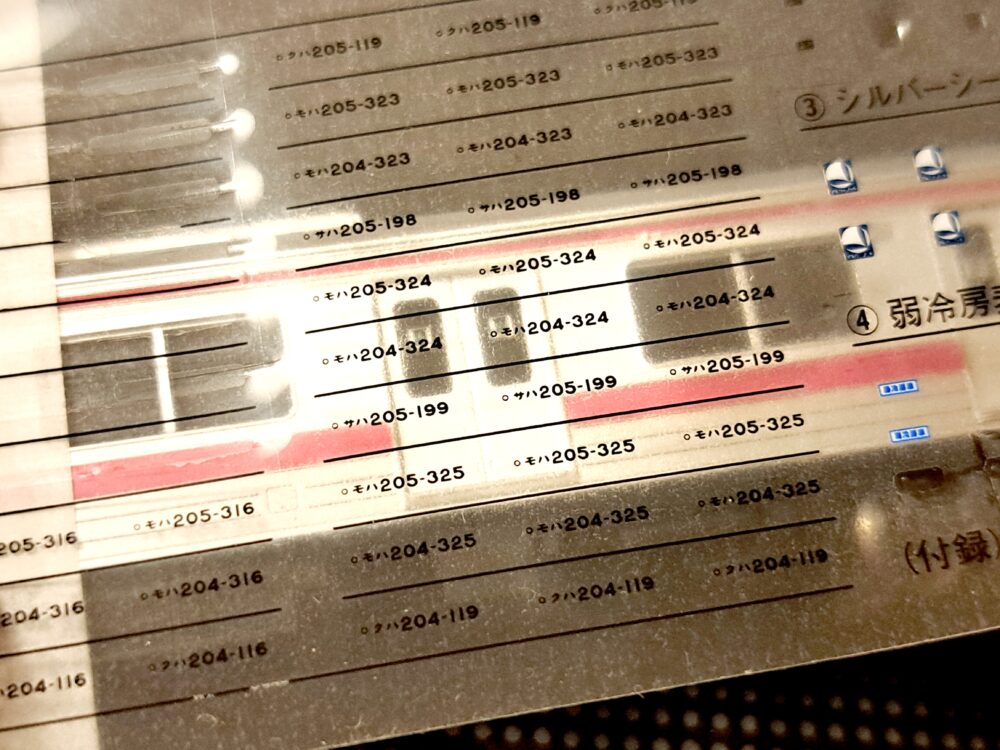 クハ205-119 クハ205-119 クハ205-119
モハ205-323 モハ205-323 モハ205-323
モハ204-323 モハ204-323 モハ204-323
③ シルバーシー
サハ205-198 サハ205-198 サハ205-198
モハ205-324 モハ205-324 モハ205-324
モハ204-324 モハ204-324 モハ204-324
④ 弱冷房
サハ205-199 サハ205-199 サハ205-199
モハ205-325 モハ205-325 モハ205-325
205-316 モハ205-316
モハ204-325 モハ204-325 モハ204-325
204-316 モハ204-316
クハ204-119 クハ204-119 クハ204-119
(付録)
ハ204-116 クハ204-116